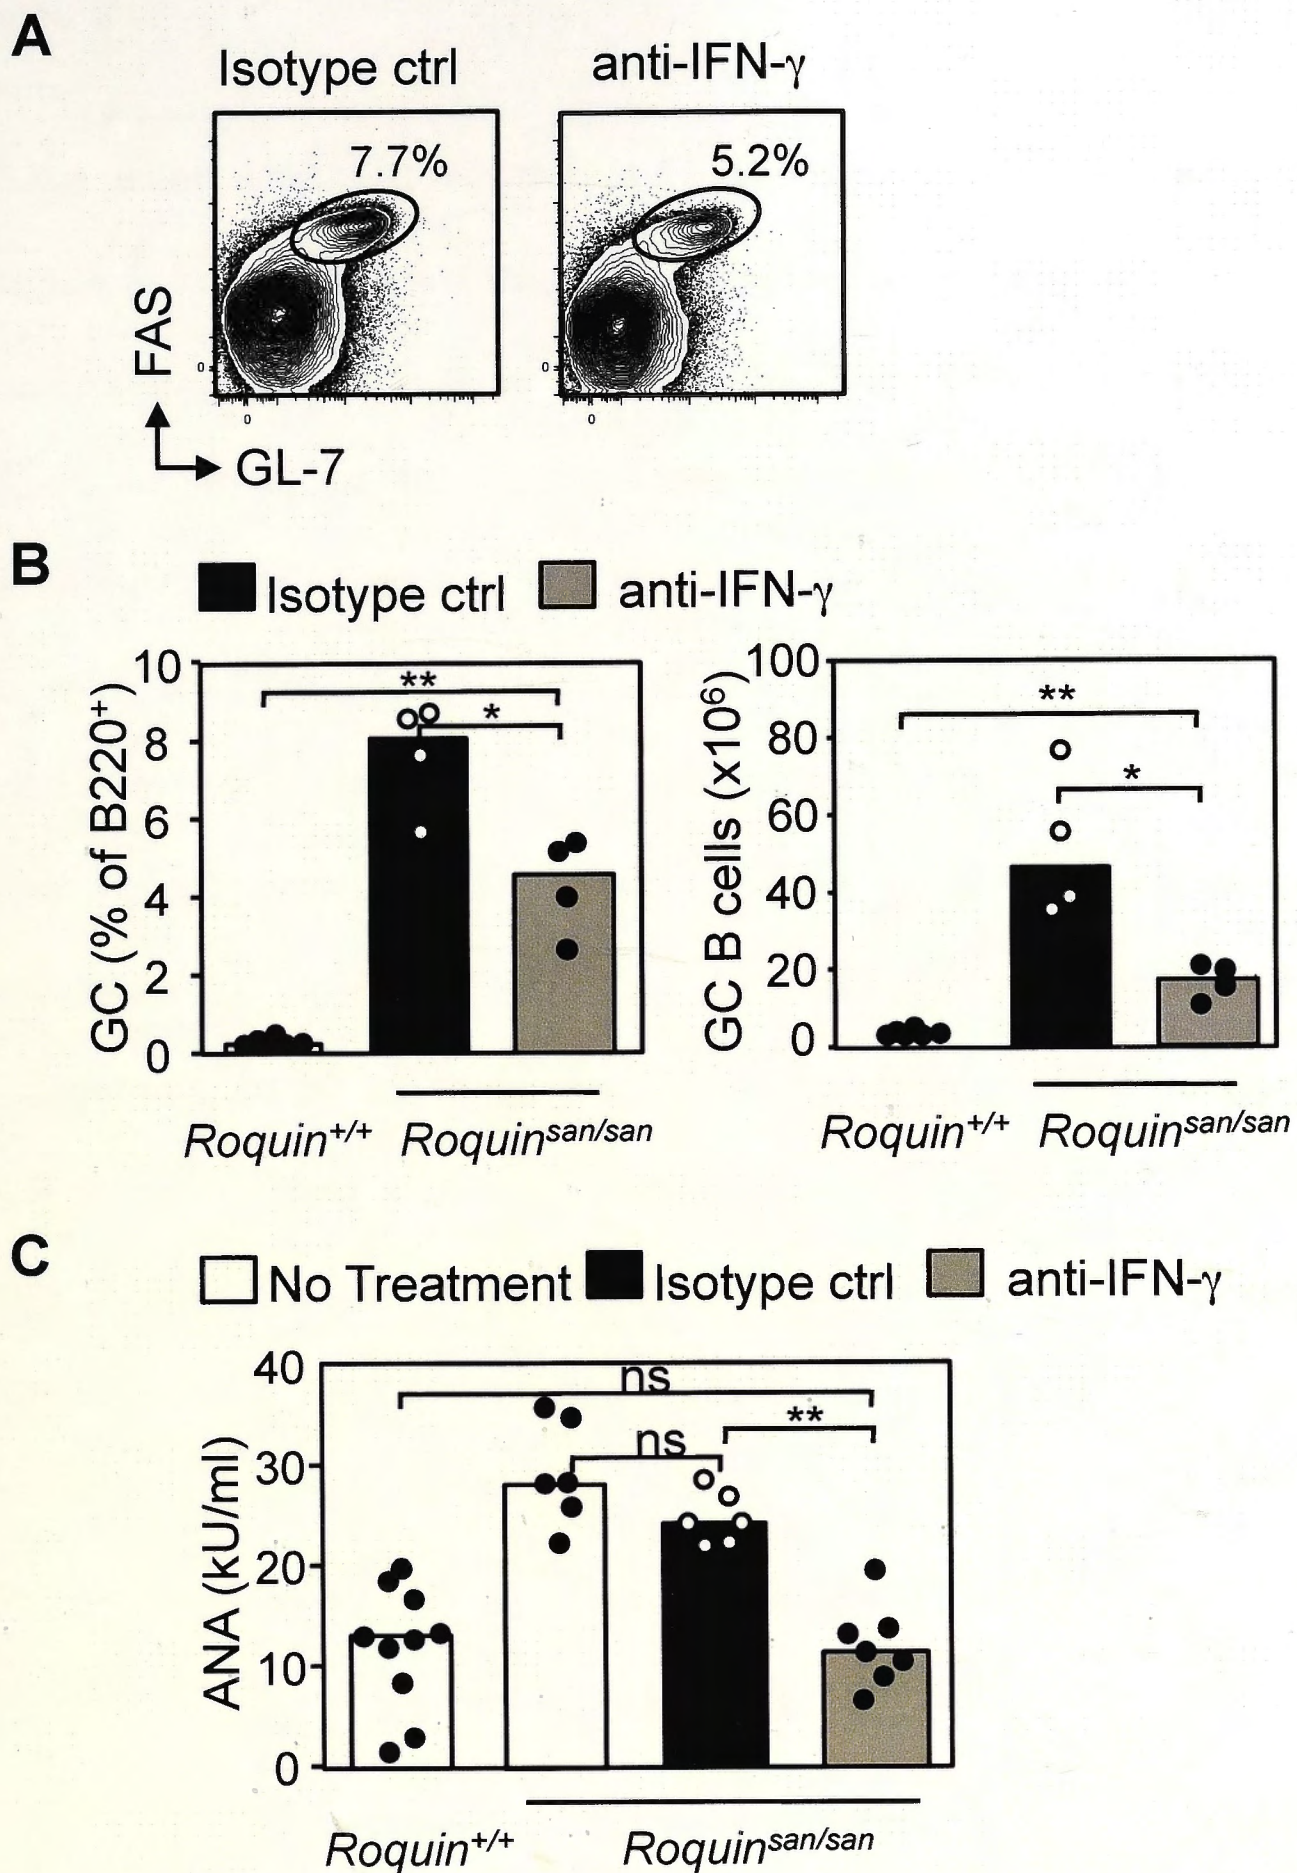 A
Isotype ctrl
anti-IFN-γ
7.7%
5.2%
FAS
0
0
0
0
GL-7
B
Isotype ctrl
anti-IFN-γ
GC (% of B220+)
10
8
6
4
2
0
**
*
Roquin+/+
Roquinsan/san
GC B cells (x10⁶)
100
80
60
40
20
0
**
*
Roquin+/+
Roquinsan/san
C
No Treatment
Isotype ctrl
anti-IFN-γ
ANA (kU/ml)
40
30
20
10
0
ns
**
ns
Roquin+/+
Roquinsan/san